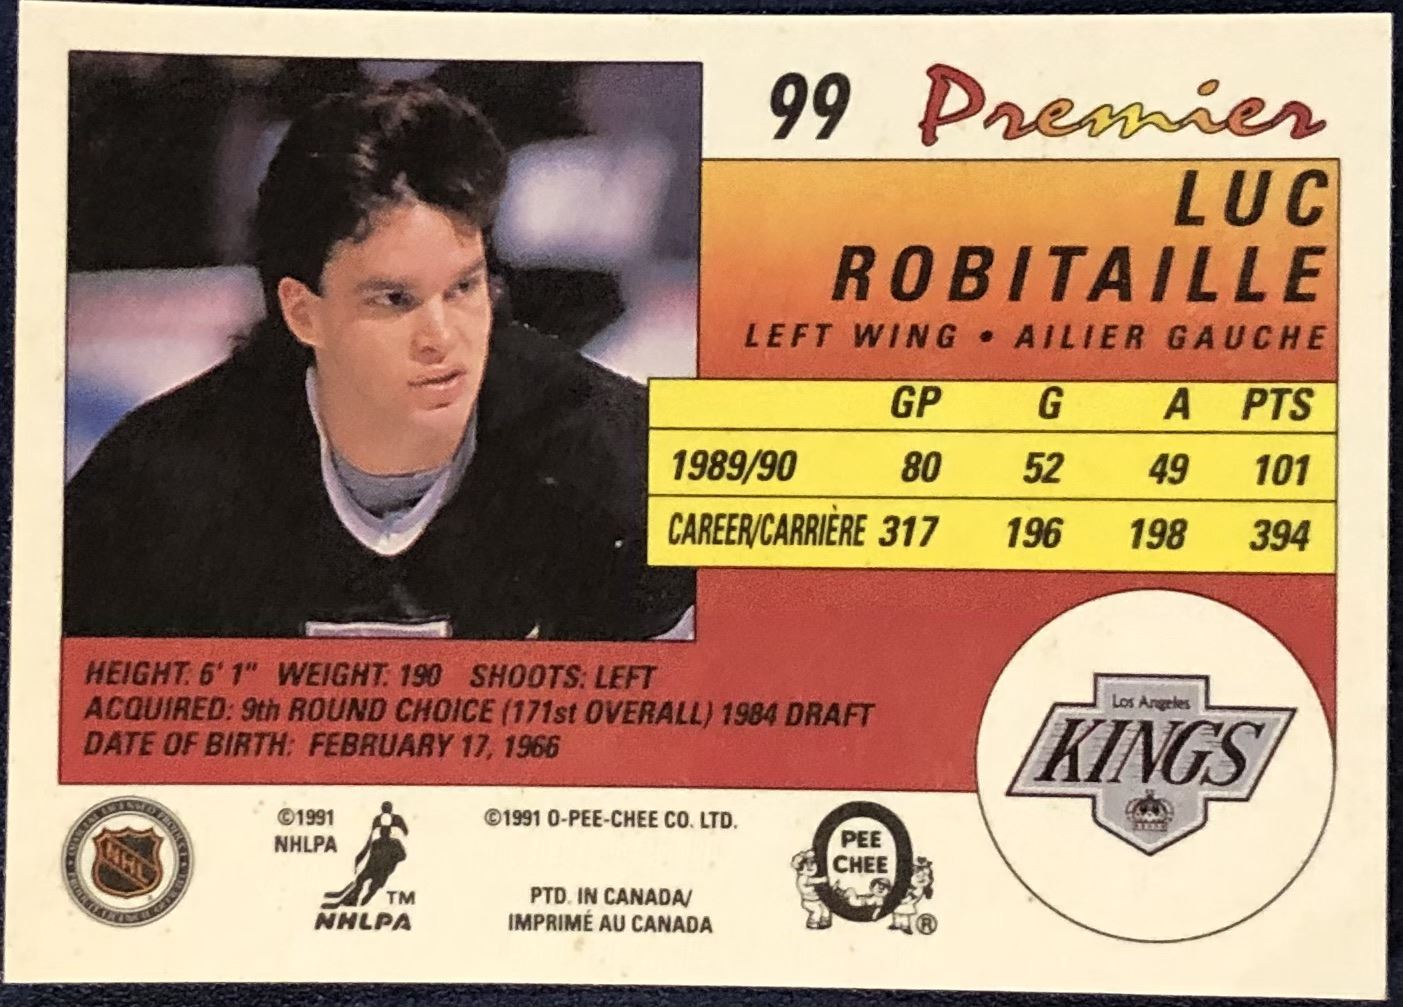 99 Premier
LUC
ROBITAILLE
LEFT WING • AILIER GAUCHE
GP G A PTS
1989/90 80 52 49 101
CAREER/CARRIÈRE 317 196 198 394
HEIGHT: 6' 1" WEIGHT: 190 SHOOTS: LEFT
ACQUIRED: 9th ROUND CHOICE (171st OVERALL) 1984 DRAFT
DATE OF BIRTH: FEBRUARY 17, 1966
Los Angeles
KINGS
NHL
©1991
NHLPA
TM
NHLPA
©1991 O-PEE-CHEE CO. LTD.
PTD. IN CANADA/
IMPRIMÉ AU CANADA
O
PEE
CHEE
®